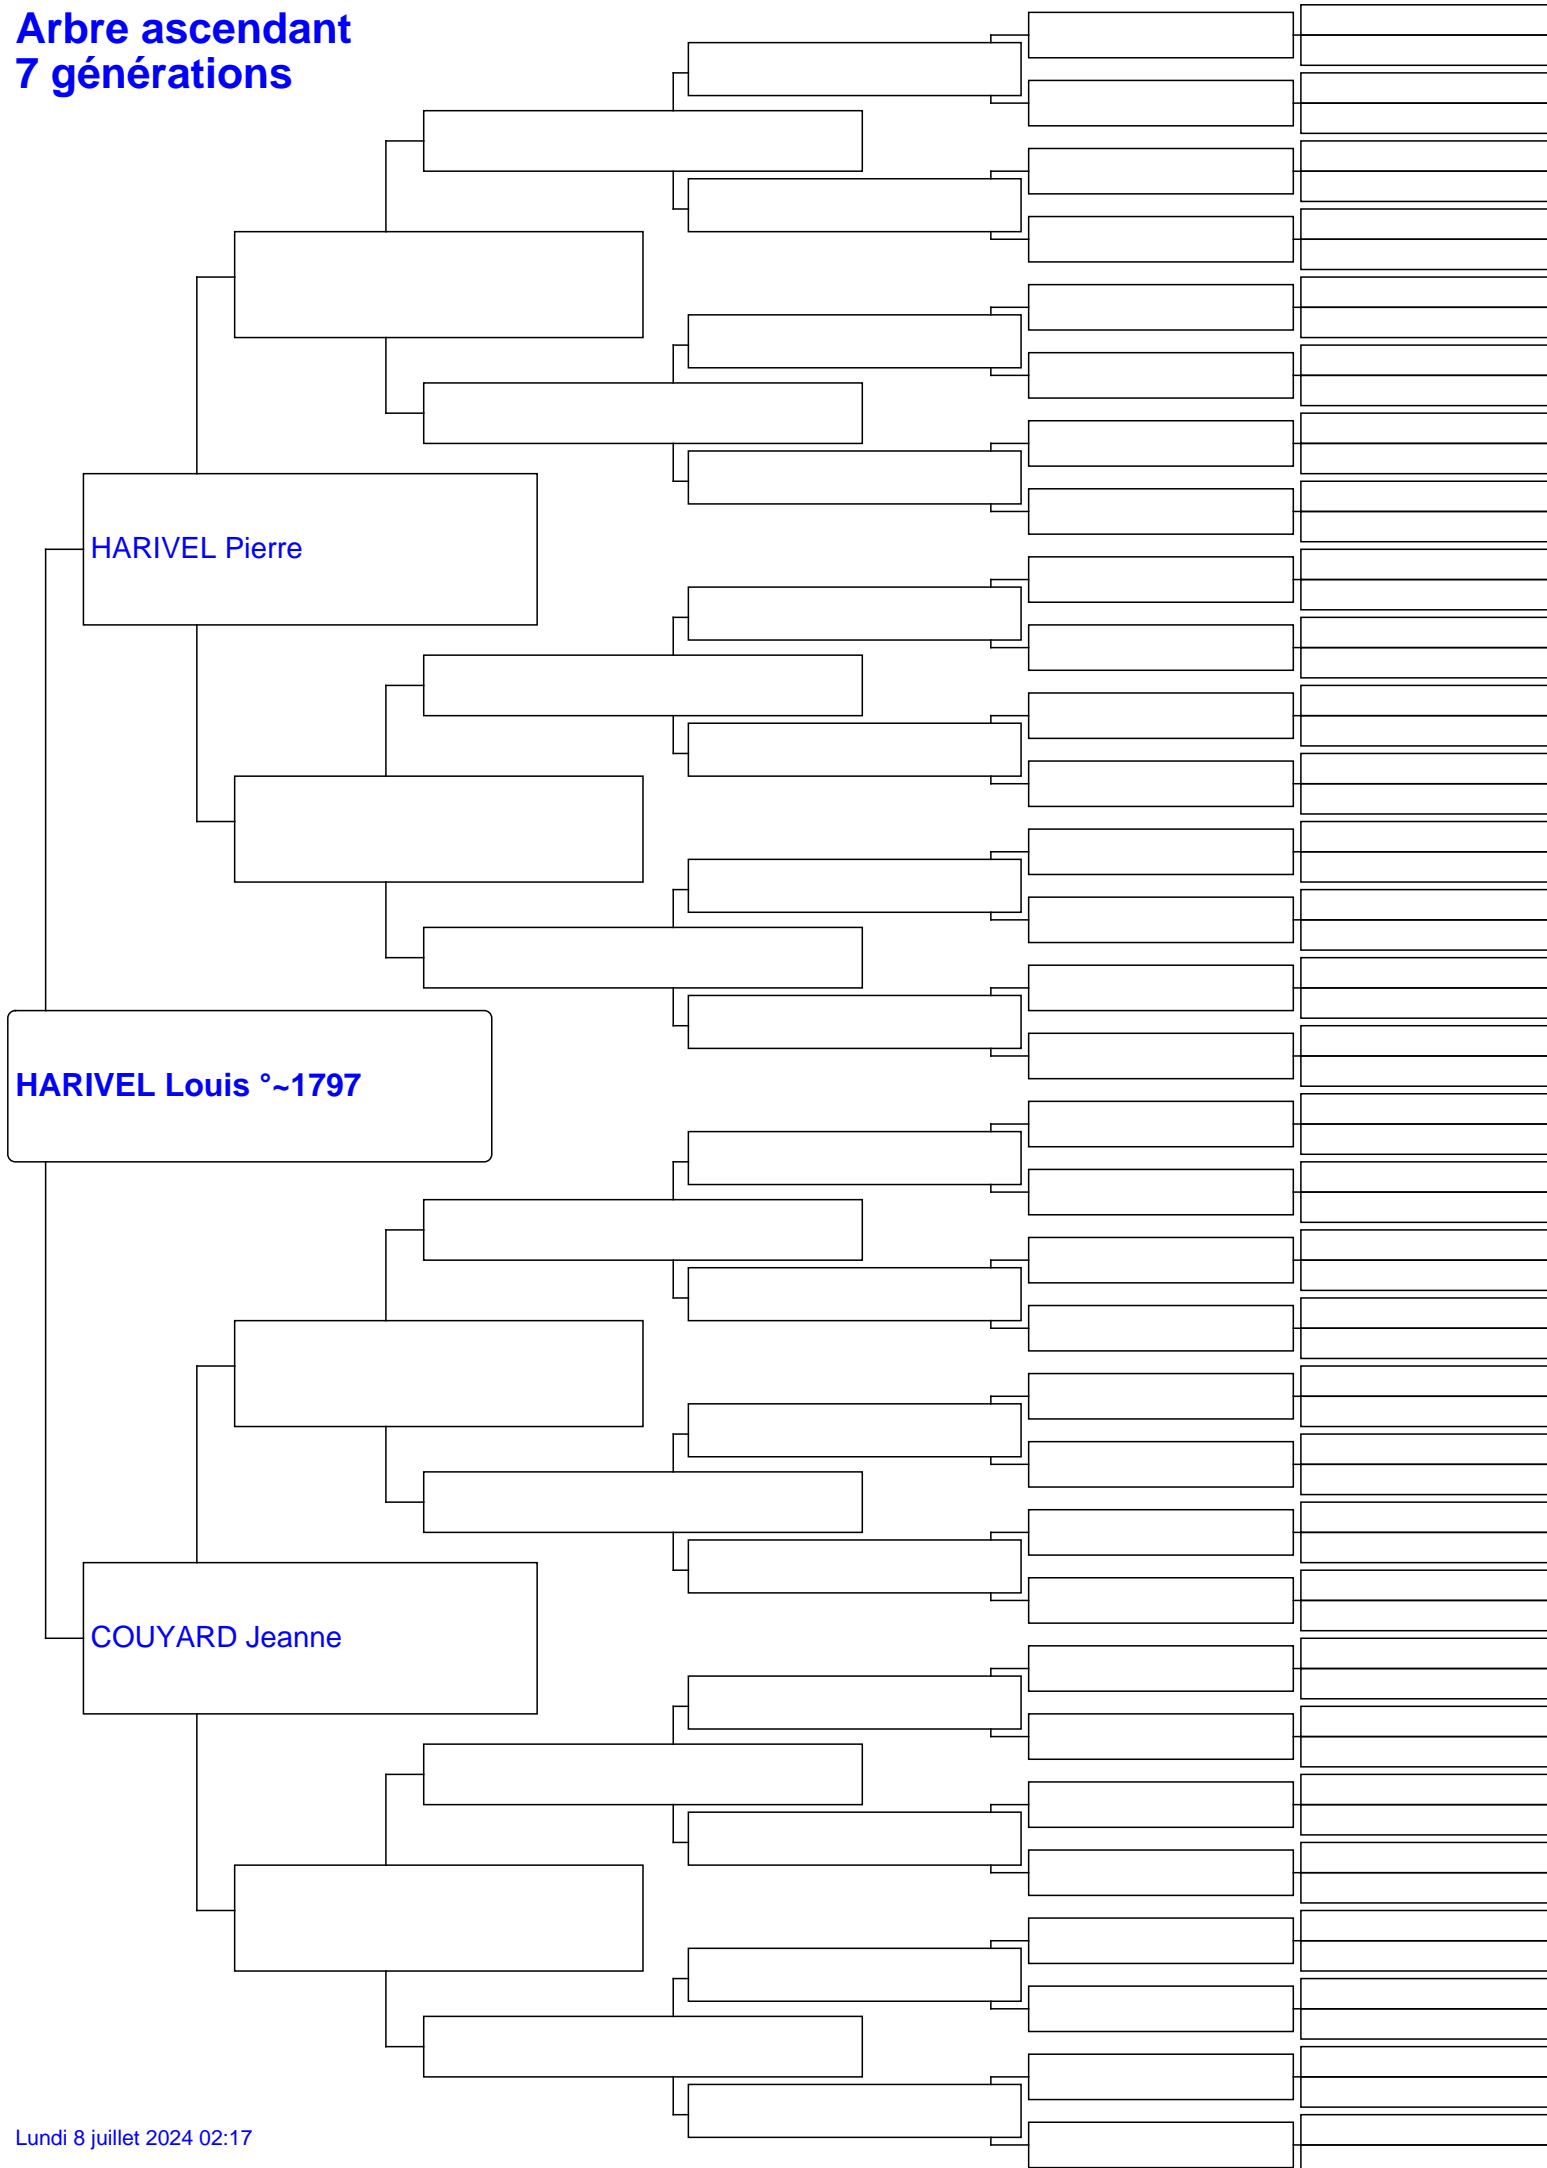 Arbre ascendant
7 générations
HARIVEL Pierre
HARIVEL Louis °~1797
COUYARD Jeanne
Lundi 8 juillet 2024 02:17